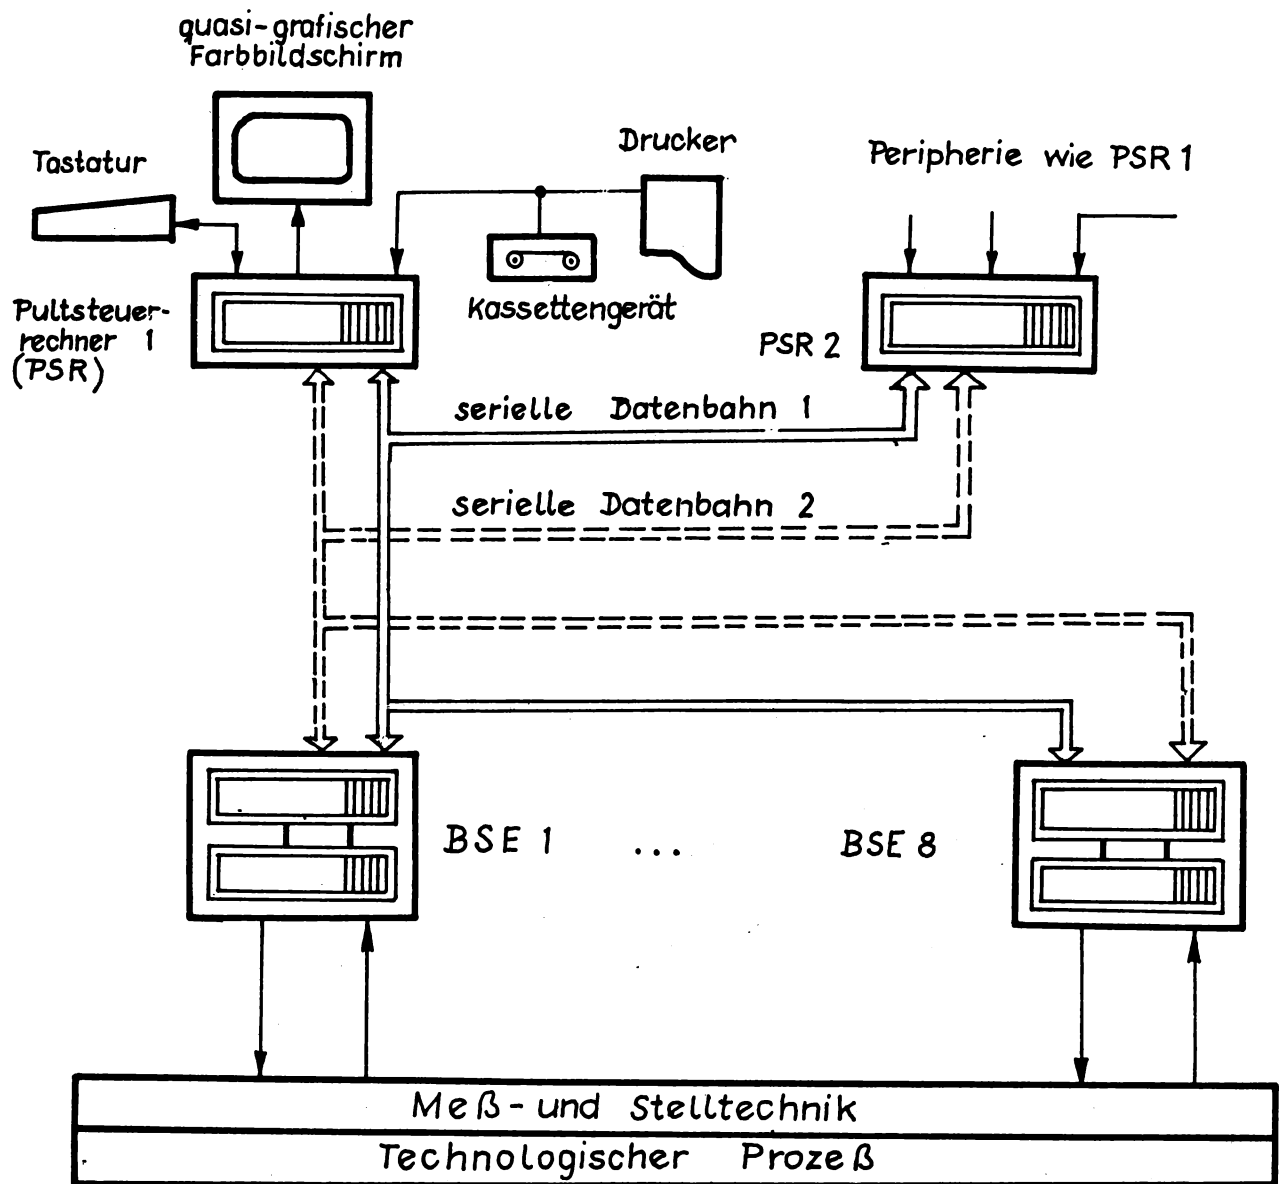 quasi-grafischer
Farbbildschirm
Drucker
Tastatur
Peripherie wie PSR 1
Kassettengerät
Pultsteuer-
rechner 1
(PSR)
PSR 2
serielle Datenbahn 1
serielle Datenbahn 2
BSE 1 ... BSE 8
Meß- und Stelltechnik
Technologischer Prozeß